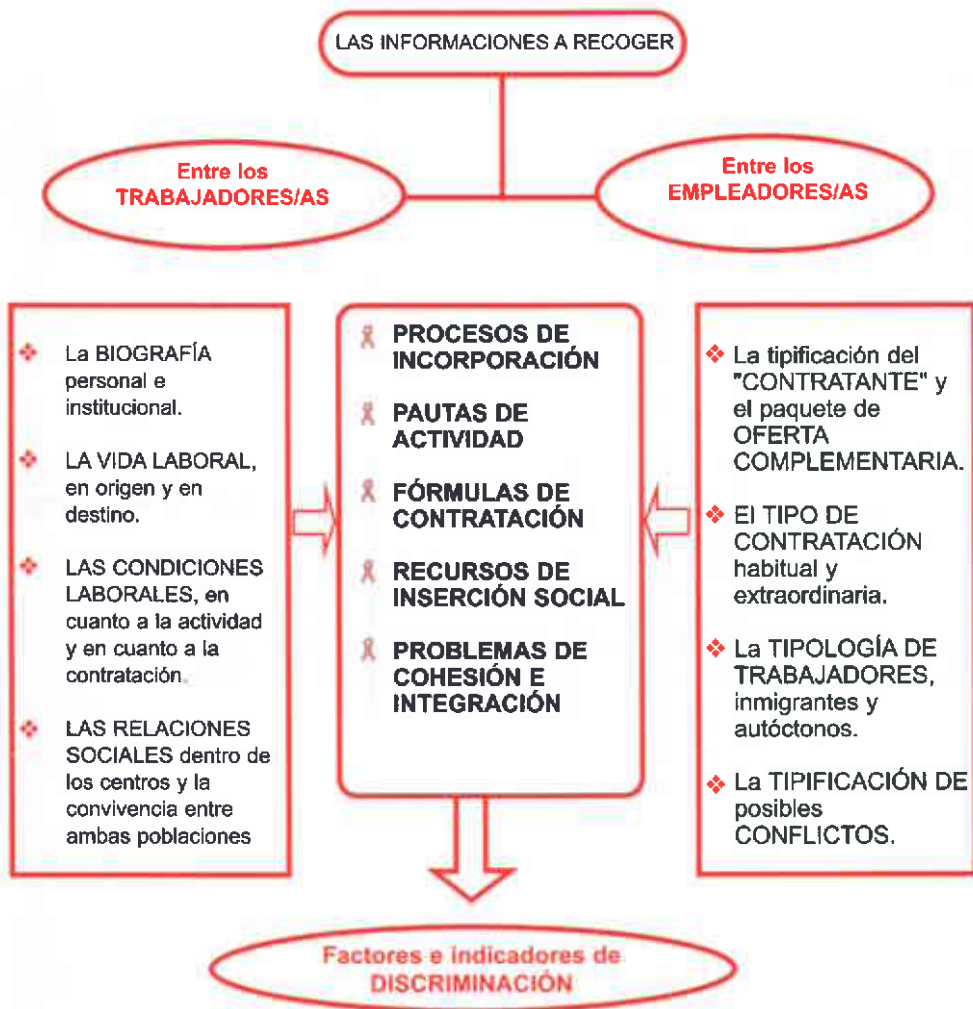 LAS INFORMACIONES A RECOGER
Entre los
TRABAJADORES/AS
Entre los
EMPLEADORES/AS
La BIOGRAFÍA
personal e
institucional.
LA VIDA LABORAL,
en origen y en
destino.
LAS CONDICIONES
LABORALES, en
cuanto a la actividad
y en cuanto a la
contratación.
LAS RELACIONES
SOCIALES dentro de
los centros y la
convivencia entre
ambas poblaciones
PROCESOS DE
INCORPORACIÓN
PAUTAS DE
ACTIVIDAD
FÓRMULAS DE
CONTRATACIÓN
RECURSOS DE
INSERCIÓN SOCIAL
PROBLEMAS DE
COHESIÓN E
INTEGRACIÓN
La tipificación del
"CONTRATANTE" y
el paquete de
OFERTA
COMPLEMENTARIA.
El TIPO DE
CONTRATACIÓN
habitual y
extraordinaria.
La TIPOLOGÍA DE
TRABAJADORES,
inmigrantes y
autóctonos.
La TIPIFICACIÓN DE
posibles
CONFLICTOS.
Factores e indicadores de
DISCRIMINACIÓN